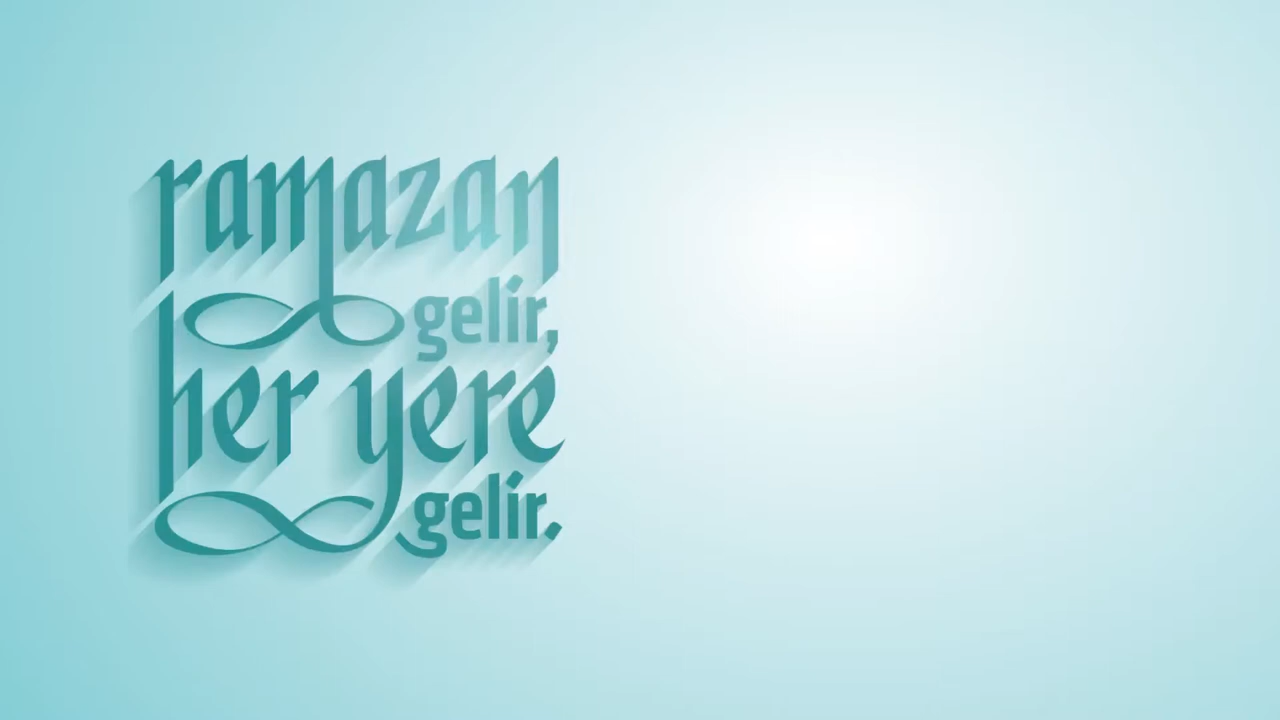 ramazan
gelir,
her yere
gelir.